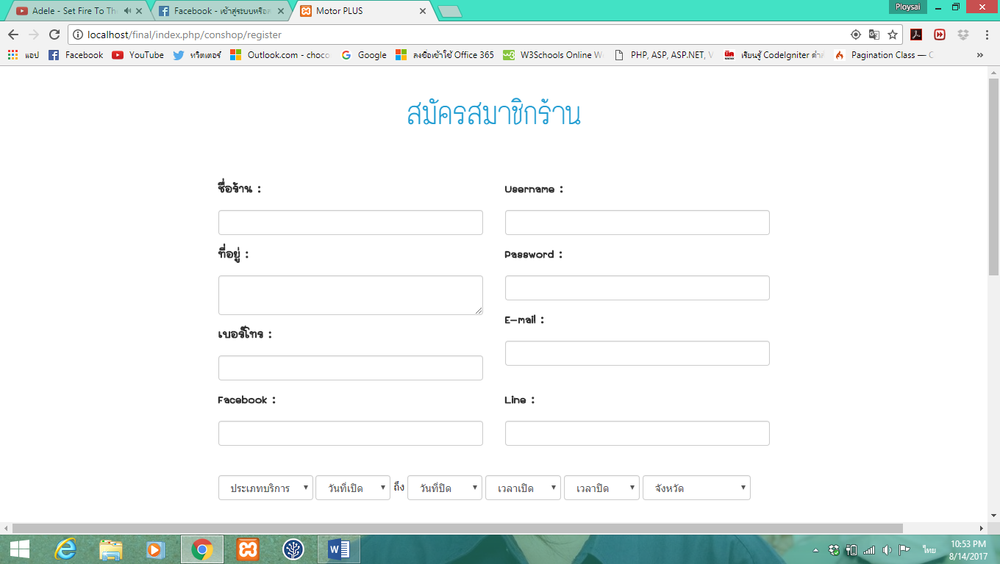 Adele - Set Fire To The
Facebook - เข้าสู่ระบบหรือส
Motor PLUS
Ploysai
localhost/final/index.php/conshop/register
แอป
Facebook
YouTube
ทวิตเตอร์
Outlook.com - choco
Google
ลงชื่อเข้าใช้ Office 365
W3Schools Online W
PHP, ASP, ASP.NET, V
เรียนรู้ CodeIgniter ด่ำส
Pagination Class — C
»
สมัครสมาชิกร้าน
ชื่อร้าน :
Username :
ที่อยู่ :
Password :
เบอร์โทร :
E-mail :
Facebook :
Line :
ประเภทบริการ วันที่เปิด ถึง วันที่ปิด เวลาเปิด เวลาปิด จังหวัด
ไทย
10:53 PM
8/14/2017